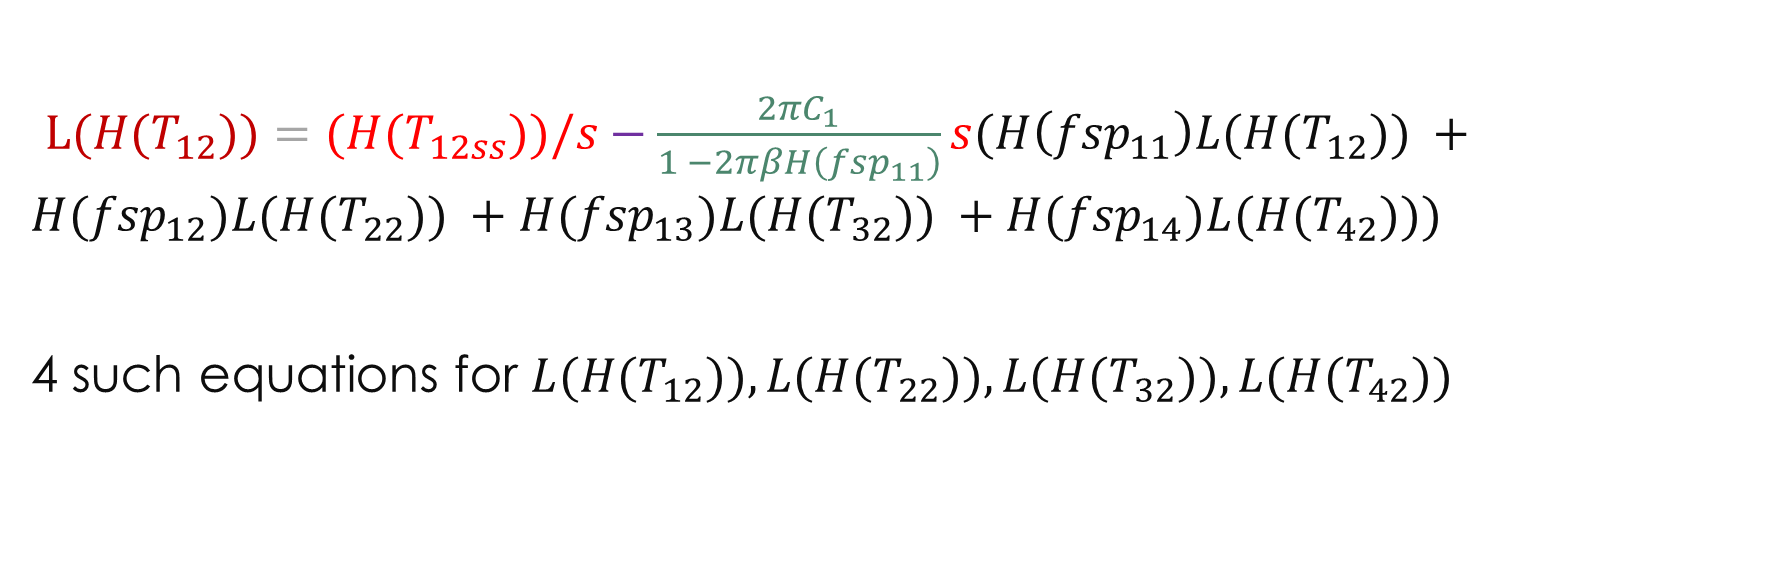 L(𝐻(𝑇₁₂)) = (𝐻(𝑇₁₂ₛₛ))/𝑠 − 2𝜋𝐶₁/(1 −2𝜋𝛽𝐻(𝑓𝑠𝑝₁₁)) 𝑠(𝐻(𝑓𝑠𝑝₁₁)𝐿(𝐻(𝑇₁₂)) +
𝐻(𝑓𝑠𝑝₁₂)𝐿(𝐻(𝑇₂₂)) + 𝐻(𝑓𝑠𝑝₁₃)𝐿(𝐻(𝑇₃₂)) + 𝐻(𝑓𝑠𝑝₁₄)𝐿(𝐻(𝑇₄₂)))
4 such equations for 𝐿(𝐻(𝑇₁₂)), 𝐿(𝐻(𝑇₂₂)), 𝐿(𝐻(𝑇₃₂)), 𝐿(𝐻(𝑇₄₂))